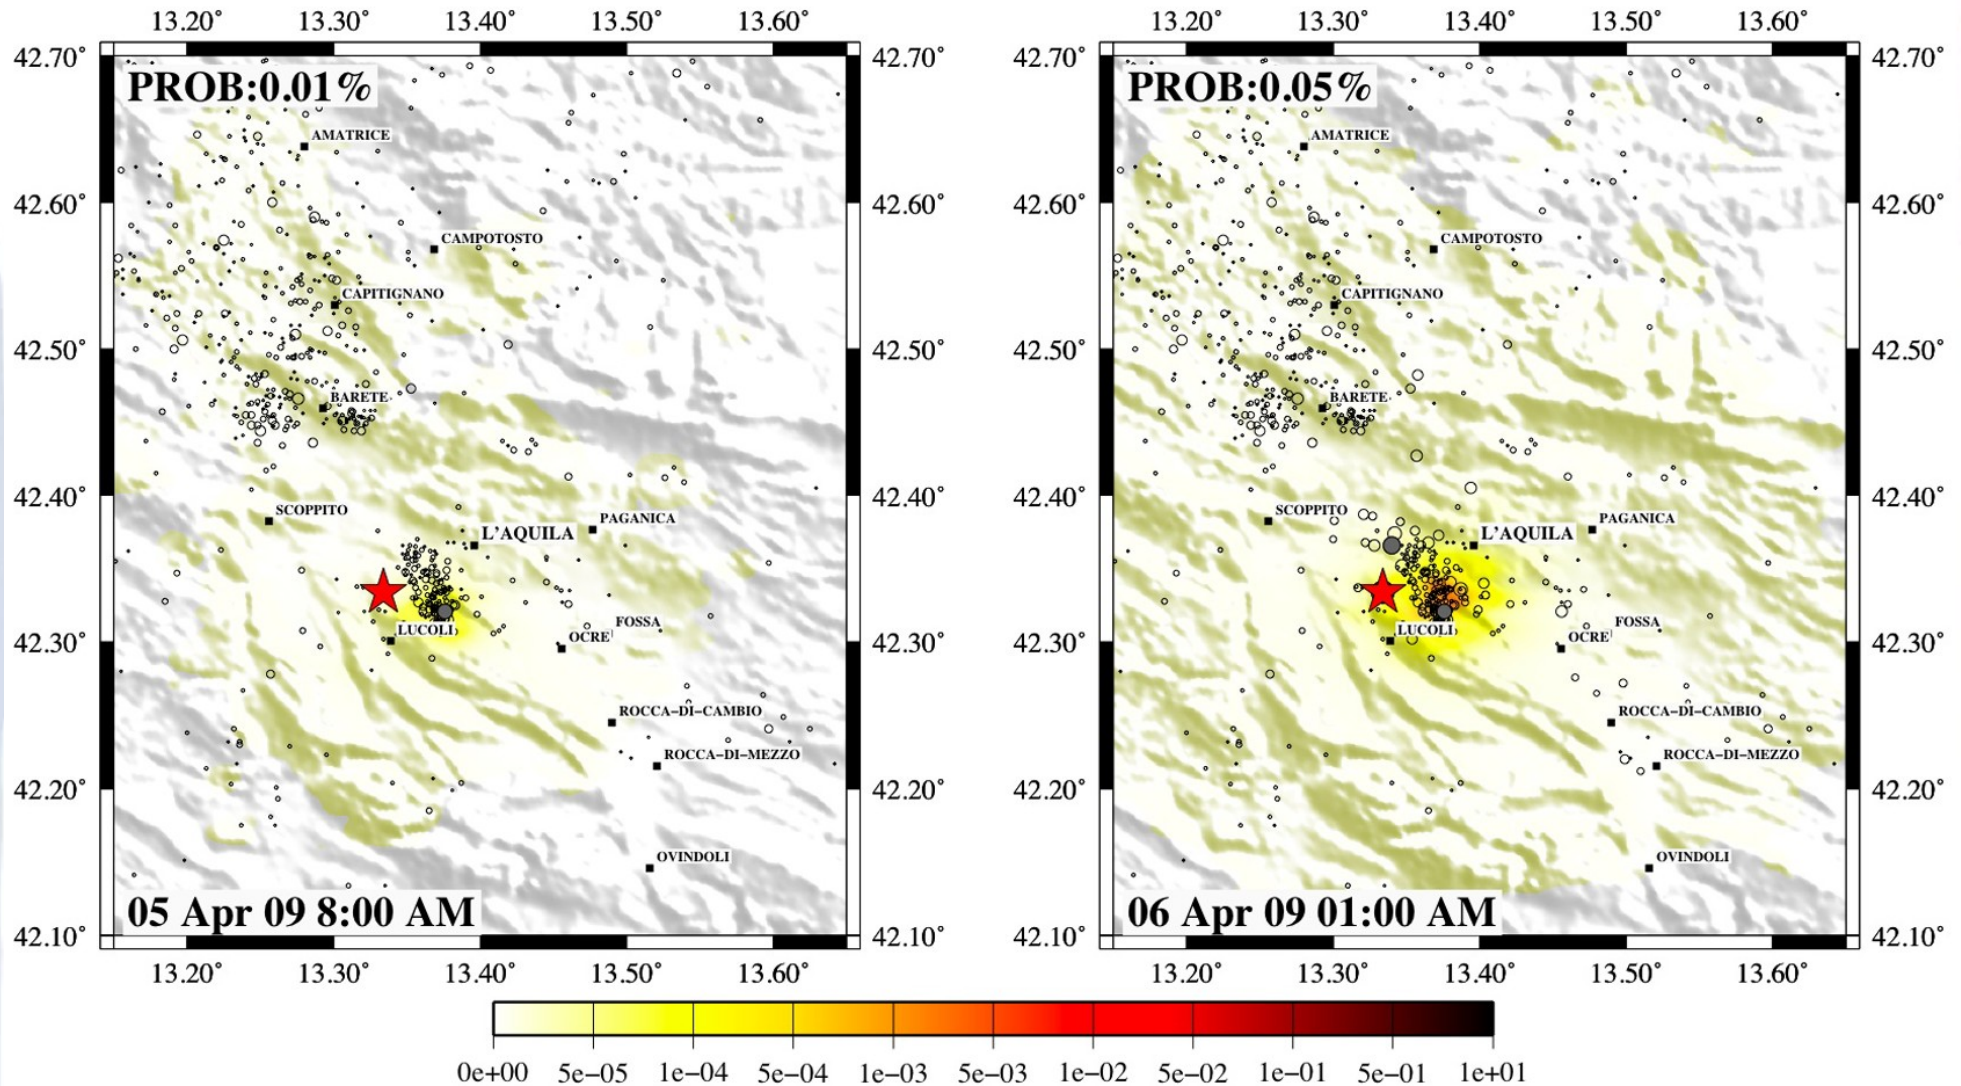 13.20° 13.30° 13.40° 13.50° 13.60°
13.20° 13.30° 13.40° 13.50° 13.60°
42.70° 42.70° 42.70° 42.70°
PROB:0.01% PROB:0.05%
AMATRICE AMATRICE
42.60° 42.60° 42.60° 42.60°
CAMPOTOSTO CAMPOTOSTO
CAPITIGNANO CAPITIGNANO
42.50° 42.50° 42.50° 42.50°
BARETE BARETE
42.40° 42.40° 42.40° 42.40°
SCOPPITO PAGANICA SCOPPITO PAGANICA
L'AQUILA L'AQUILA
LUCOLI FOSSA LUCOLI FOSSA
OCRE OCRE
42.30° 42.30° 42.30° 42.30°
ROCCA–DI–CAMBIO ROCCA–DI–CAMBIO
ROCCA–DI–MEZZO ROCCA–DI–MEZZO
42.20° 42.20° 42.20° 42.20°
OVINDOLI OVINDOLI
05 Apr 09 8:00 AM 06 Apr 09 01:00 AM
42.10° 42.10° 42.10° 42.10°
13.20° 13.30° 13.40° 13.50° 13.60°
13.20° 13.30° 13.40° 13.50° 13.60°
0e+00 5e−05 1e−04 5e−04 1e−03 5e−03 1e−02 5e−02 1e−01 5e−01 1e+01